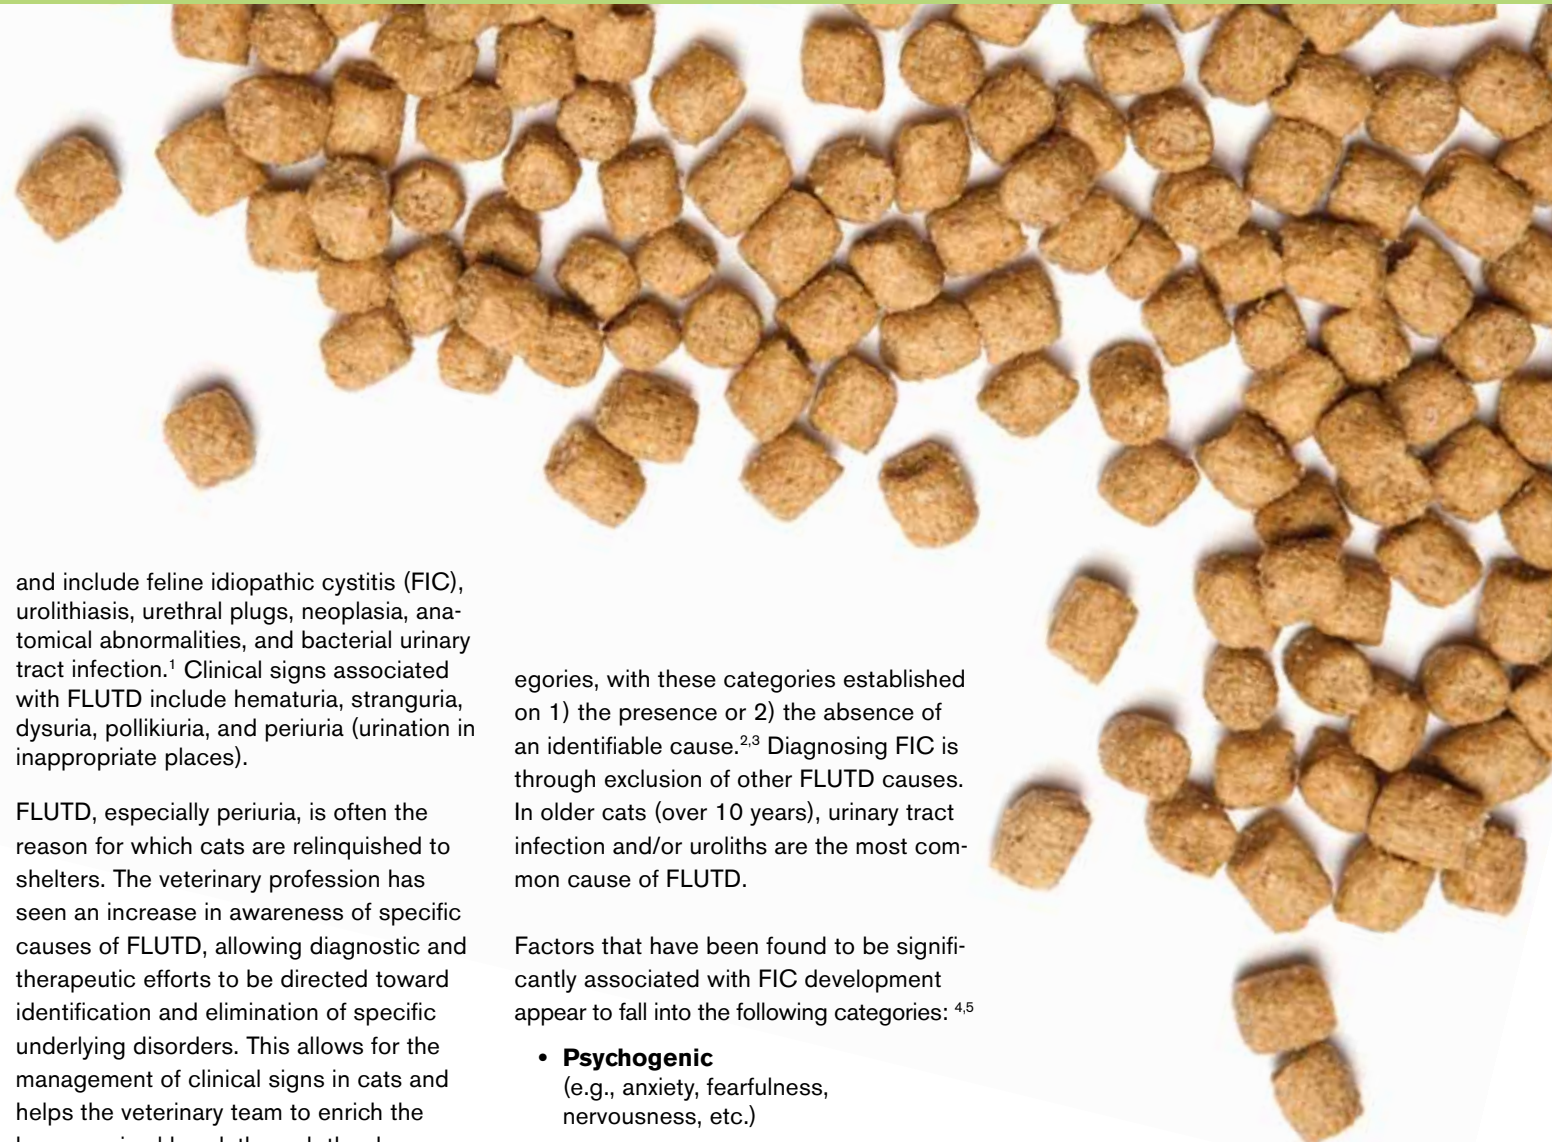 and include feline idiopathic cystitis (FIC),
urolithiasis, urethral plugs, neoplasia, ana-
tomical abnormalities, and bacterial urinary
tract infection.¹ Clinical signs associated
with FLUTD include hematuria, stranguria,
dysuria, pollikiuria, and periuria (urination in
inappropriate places).
FLUTD, especially periuria, is often the
reason for which cats are relinquished to
shelters. The veterinary profession has
seen an increase in awareness of specific
causes of FLUTD, allowing diagnostic and
therapeutic efforts to be directed toward
identification and elimination of specific
underlying disorders. This allows for the
management of clinical signs in cats and
helps the veterinary team to enrich the
egories, with these categories established
on 1) the presence or 2) the absence of
an identifiable cause.²,³ Diagnosing FIC is
through exclusion of other FLUTD causes.
In older cats (over 10 years), urinary tract
infection and/or uroliths are the most com-
mon cause of FLUTD.
Factors that have been found to be signifi-
cantly associated with FIC development
appear to fall into the following categories: ⁴,⁵
• Psychogenic
(e.g., anxiety, fearfulness,
nervousness, etc.)